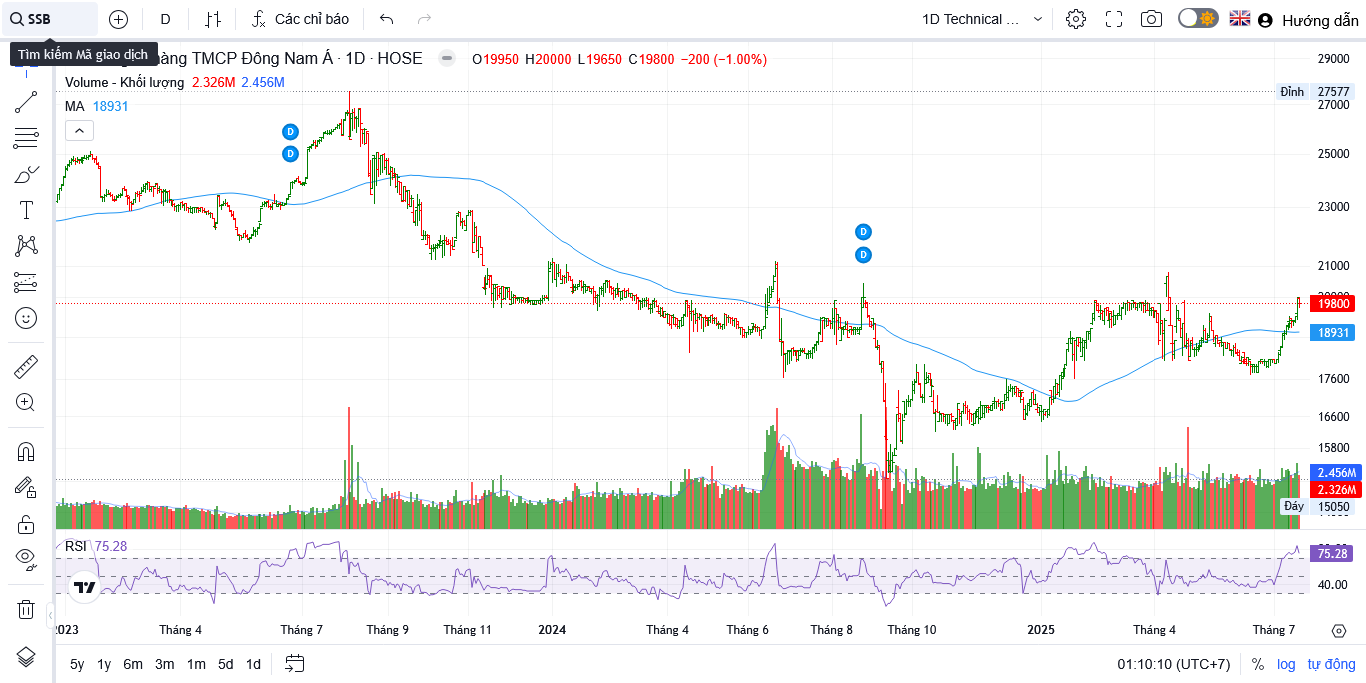 SSB
D
Các chỉ báo
1D Technical ...
Hướng dẫn
Tìm kiếm Mã giao dịch
hàng TMCP Đông Nam Á · 1D · HOSE
O19950 H20000 L19650 C19800 −200 (−1.00%)
Volume - Khối lượng 2.326M 2.456M
MA 18931
D
D
D
D
29000
Đỉnh 27577
27000
25000
23000
21000
19800
18931
17600
16600
15800
2.456M
2.326M
Đáy 15050
RSI 75.28
75.28
40.00
2023
Tháng 4
Tháng 7
Tháng 9
Tháng 11
2024
Tháng 4
Tháng 6
Tháng 8
Tháng 10
2025
Tháng 4
Tháng 7
5y 1y 6m 3m 1m 5d 1d
01:10:10 (UTC+7)
% log tự động